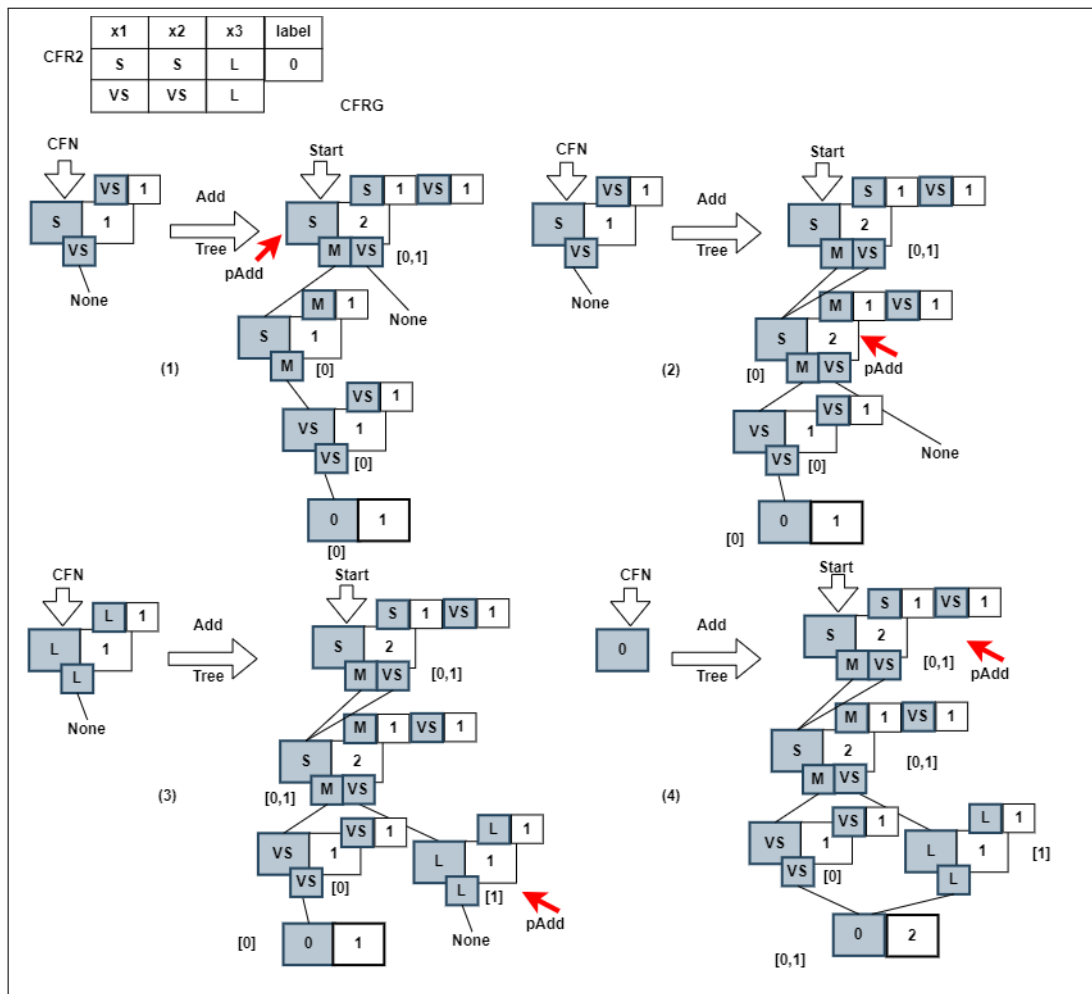 x1 x2 x3 label
CFR2 S S L 0
VS VS L
CFRG
CFN
VS 1
S 1
VS
None
Add
Tree
Start
S 1 VS 1
S 2
M VS [0,1]
pAdd
None
M 1
S 1
M [0]
(1)
VS 1
VS 1
VS [0]
0 1
[0]
CFN
VS 1
S 1
VS
None
Add
Tree
Start
S 1 VS 1
S 2
M VS [0,1]
M 1 VS 1
S 2
pAdd
[0] M VS
(2)
VS 1
VS 1
VS [0]
None
0 1
[0]
CFN
L 1
L 1
L
None
Add
Tree
Start
S 1 VS 1
S 2
M VS [0,1]
M 1 VS 1
S 2
[0,1] M VS
(3)
VS 1
VS 1
VS [0]
L 1
L 1
L [1]
pAdd
None
[0] 0 1
CFN
0
Add
Tree
Start
S 1 VS 1
S 2
M VS [0,1]
pAdd
M 1 VS 1
S 2
M VS [0,1]
(4)
VS 1
VS 1
VS [0]
L 1
L 1 [1]
L
0 2
[0,1]